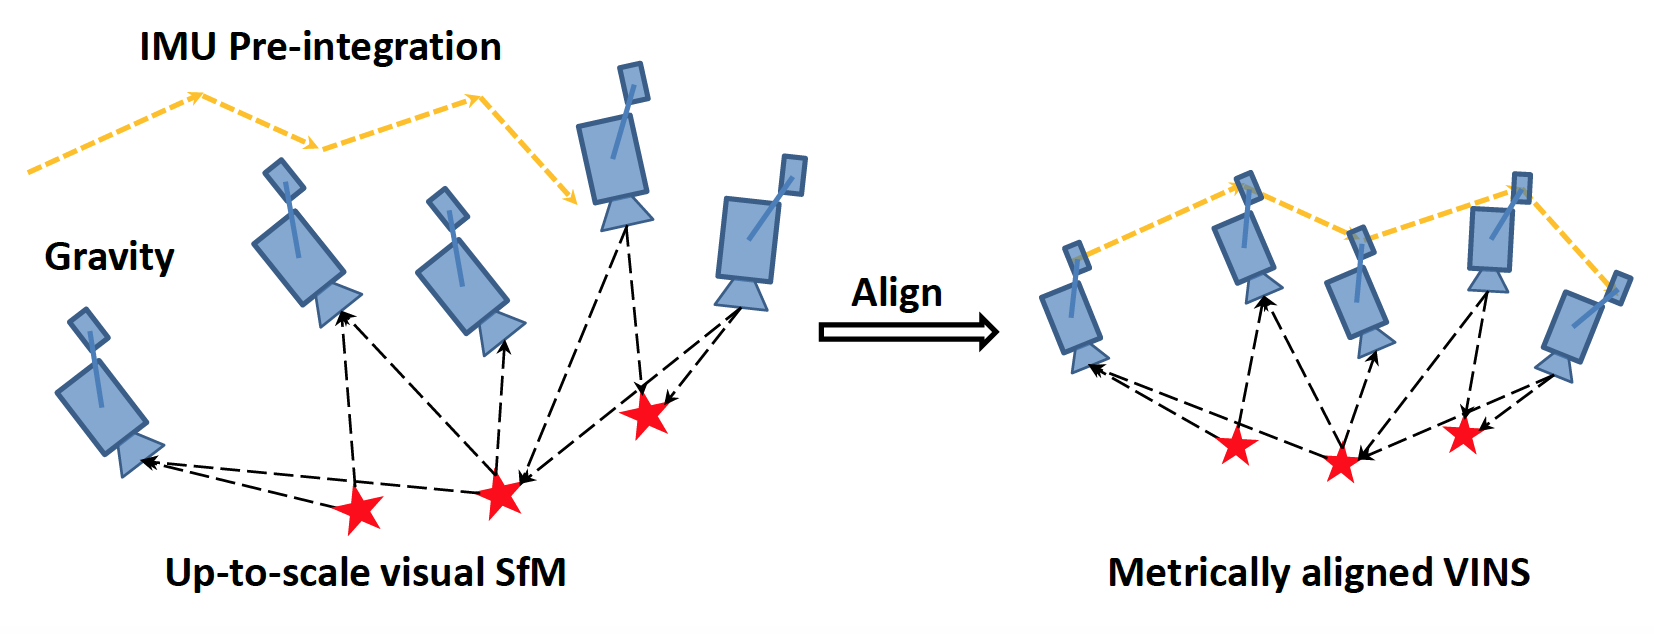 IMU Pre-integration
Gravity
Align
Up-to-scale visual SfM
Metrically aligned VINS